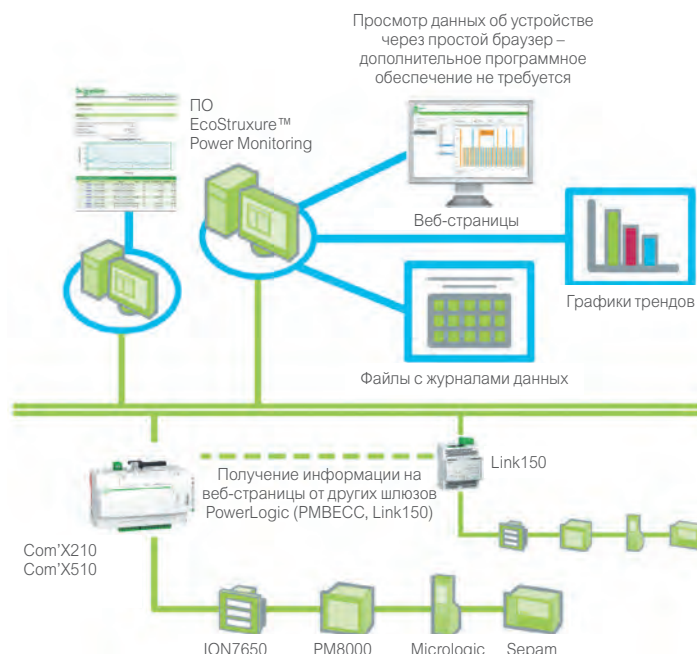 Просмотр данных об устройстве
через простой браузер –
дополнительное программное
обеспечение не требуется
ПО
EcoStruxure™
Power Monitoring
Веб-страницы
Графики трендов
Файлы с журналами данных
Link150
Получение информации на
веб-страницы от других шлюзов
PowerLogic (PMBECC, Link150)
Com'X210
Com'X510
ION7650
PM8000
Micrologic
Sepam